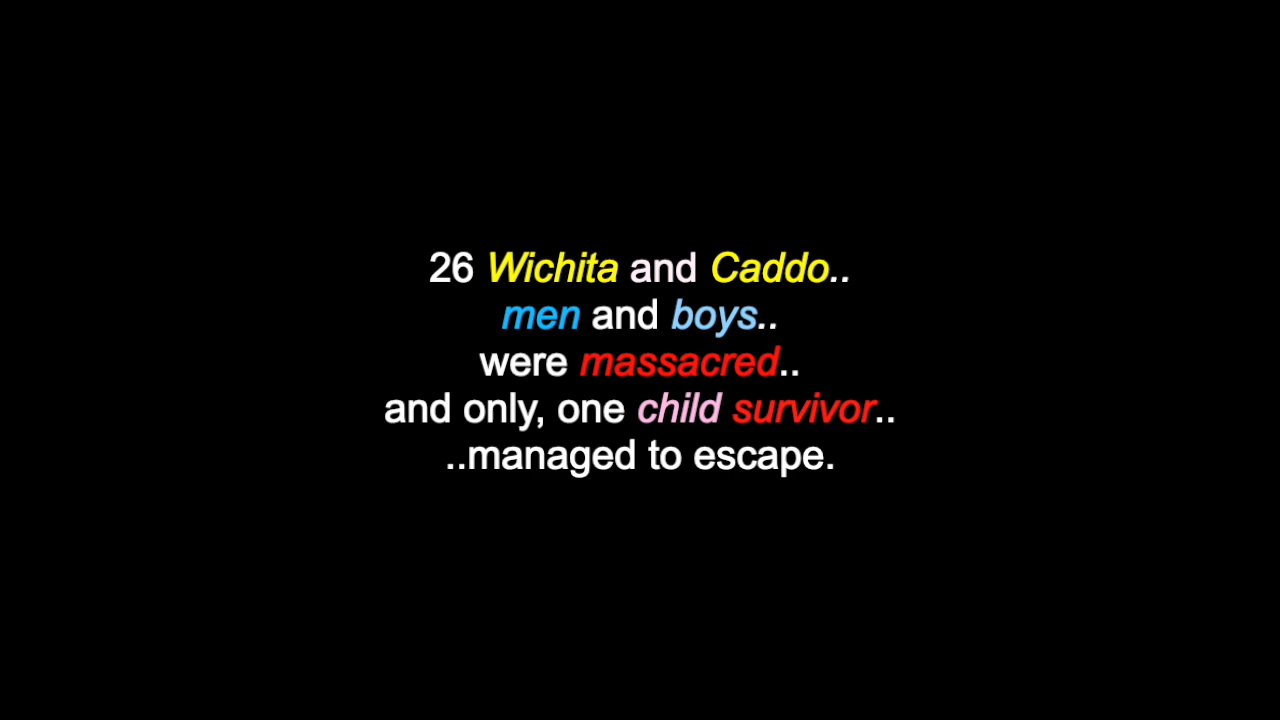 26 Wichita and Caddo..
men and boys..
were massacred..
and only, one child survivor..
..managed to escape.